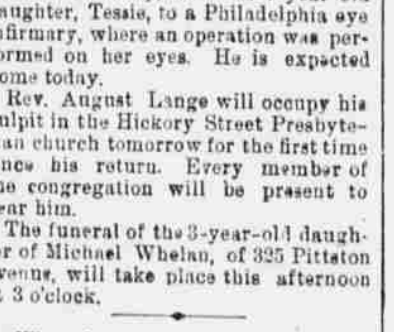 aughter, Tessie, to a Philadelphia eye
nfirmary, where an operation was per-
ormed on her eyes. He is expected
ome today.
Rev. August Lange will occupy his
ulpit in the Hickory Street Presbyte-
an church tomorrow for the first time
nce his return. Every member of
he congregation will be present to
ear him.
The funeral of the 3-year-old daugh-
er of Michael Whelan, of 325 Pittston
venue, will take place this afternoon
t 3 o'clock.